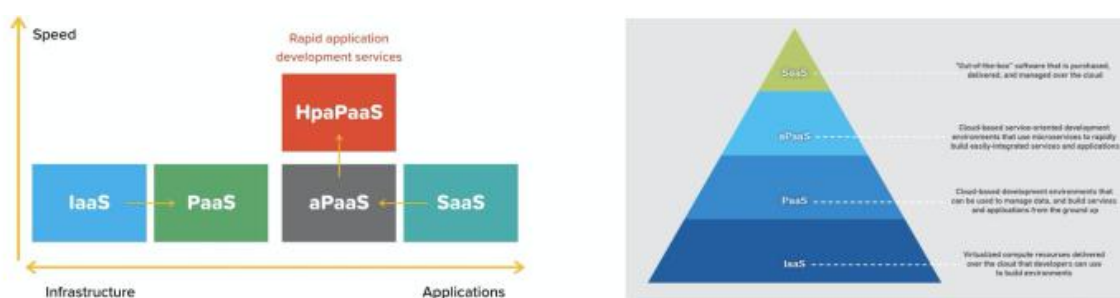 Speed
Rapid application
development services
HpaPaaS
IaaS
PaaS
aPaaS
SaaS
Infrastructure
Applications
SaaS
"Out-of-the-box" software that is purchased,
delivered, and managed over the cloud
aPaaS
Cloud-based service-oriented development
environments that use microservices to rapidly
build easily-integrated services and applications
PaaS
Cloud-based development environments that
can be used to manage data, and build services
and applications from the ground up
IaaS
Virtualized compute resourses delivered
over the cloud that developers can use
to build environments